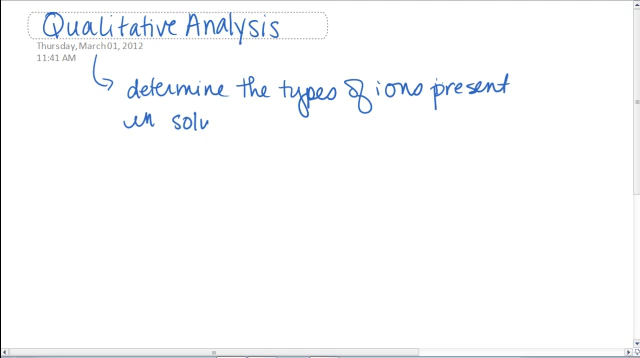 Qualitative Analysis
Thursday, March 01, 2012
11:41 AM
determine the types of ions present
in solu